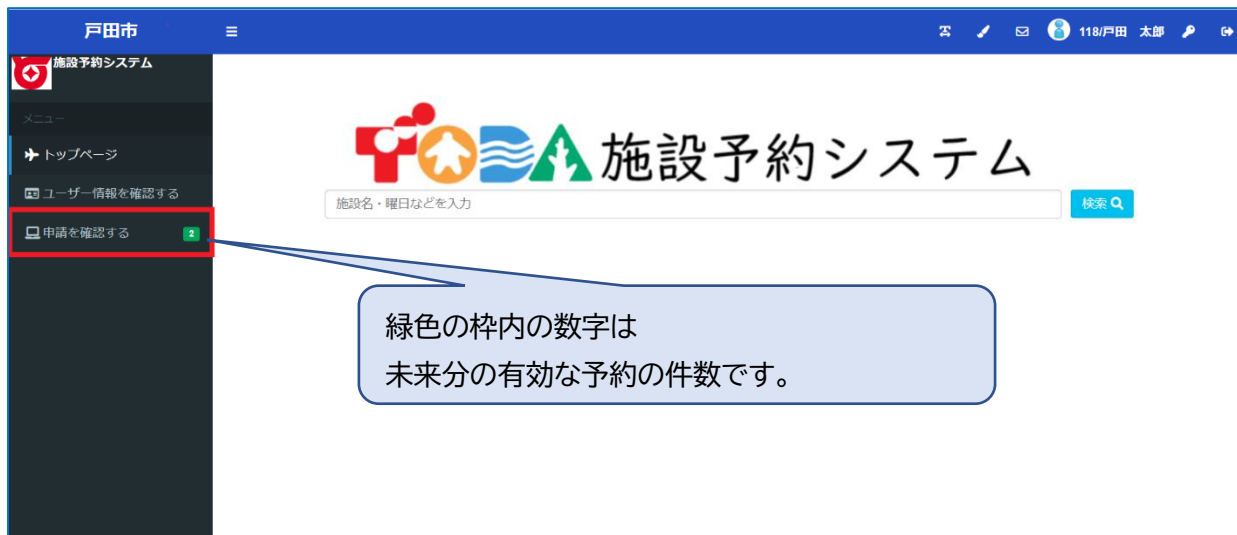 戸田市
118/戸田 太郎
施設予約システム
メニュー
トップページ
ユーザー情報を確認する
申請を確認する 2
TODA施設予約システム
施設名・曜日などを入力
検索
緑色の枠内の数字は
未来分の有効な予約の件数です。